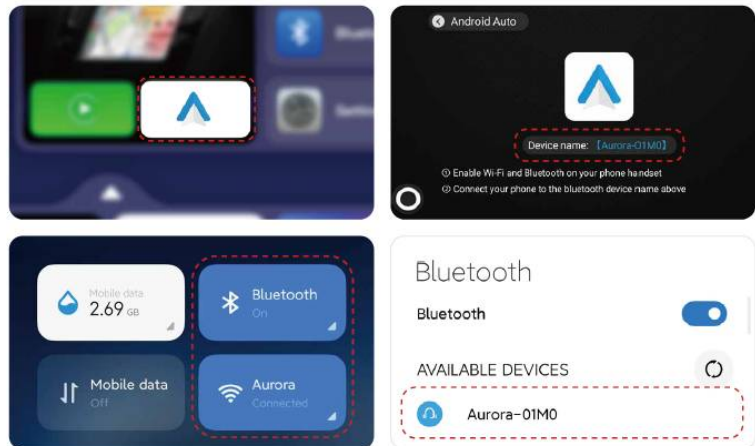 Android Auto
Device name: 【Aurora-01M0】
① Enable Wi-Fi and Bluetooth on your phone handset
② Connect your phone to the bluetooth device name above
Mobile data
2.69 GB
Bluetooth
On
Mobile data
Off
Aurora
Connected
Bluetooth
Bluetooth
AVAILABLE DEVICES
Aurora-01M0